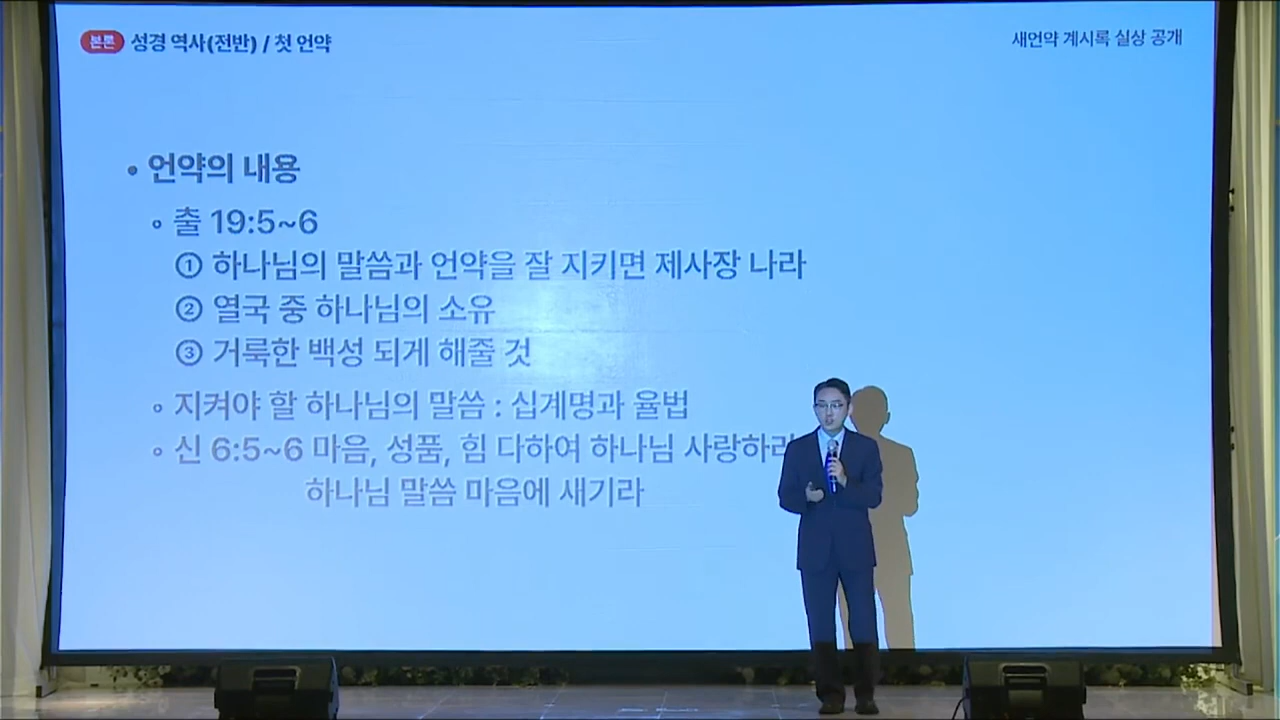 본론 성경 역사(전반) / 첫 언약
새언약 계시록 실상 공개
• 언약의 내용
∘ 출 19:5~6
① 하나님의 말씀과 언약을 잘 지키면 제사장 나라
② 열국 중 하나님의 소유
③ 거룩한 백성 되게 해줄 것
∘ 지켜야 할 하나님의 말씀 : 십계명과 율법
∘ 신 6:5~6 마음, 성품, 힘 다하여 하나님 사랑하라
하나님 말씀 마음에 새기라